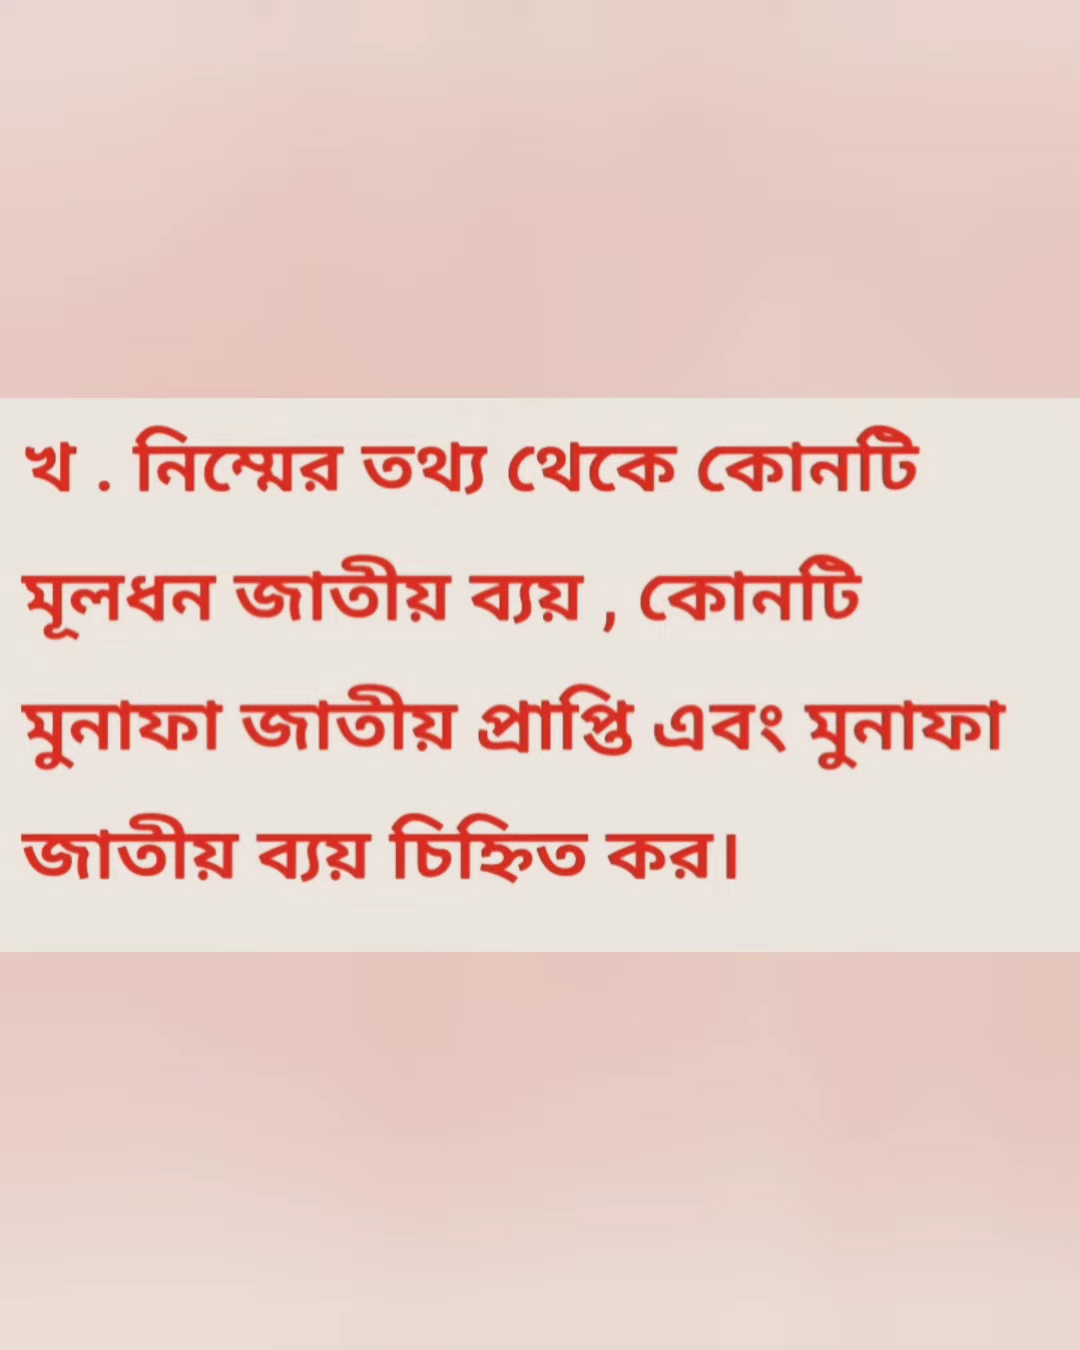 খ . নিম্মের তথ্য থেকে কোনটি
মূলধন জাতীয় ব্যয় , কোনটি
মুনাফা জাতীয় প্রাপ্তি এবং মুনাফা
জাতীয় ব্যয় চিহ্নিত কর।